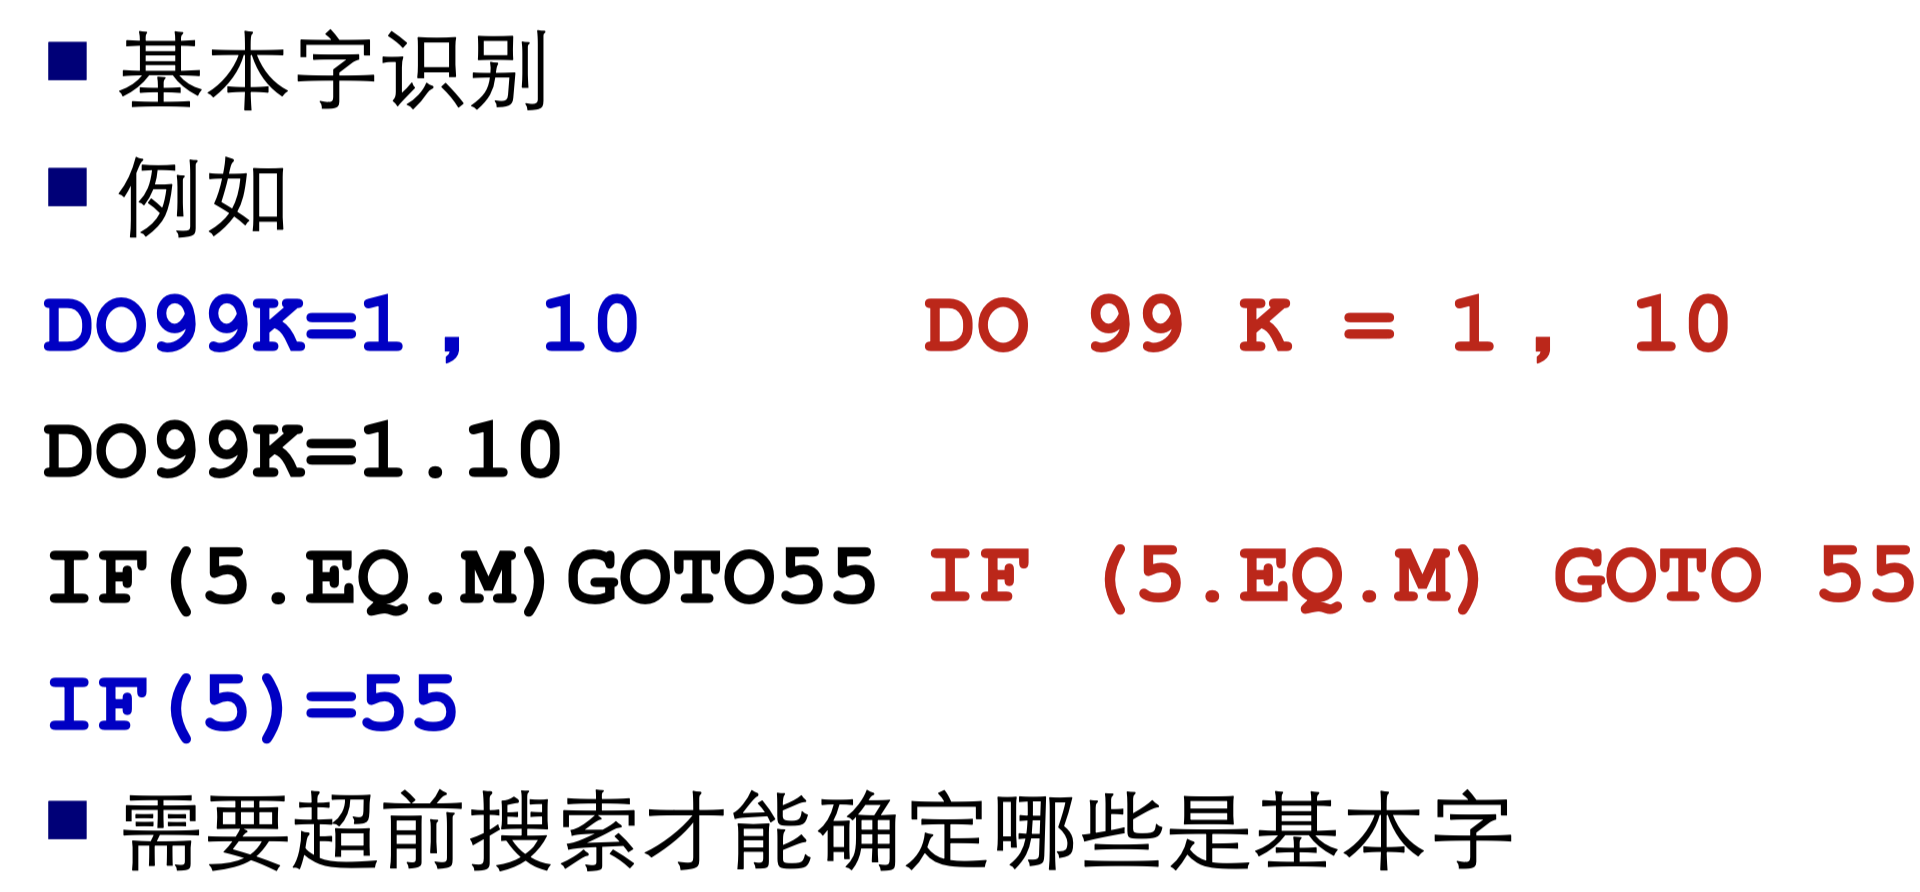 基本字识别
例如
DO99K=1, 10 DO 99 K = 1, 10
DO99K=1.10
IF(5.EQ.M)GOTO55 IF (5.EQ.M) GOTO 55
IF(5)=55
需要超前搜索才能确定哪些是基本字